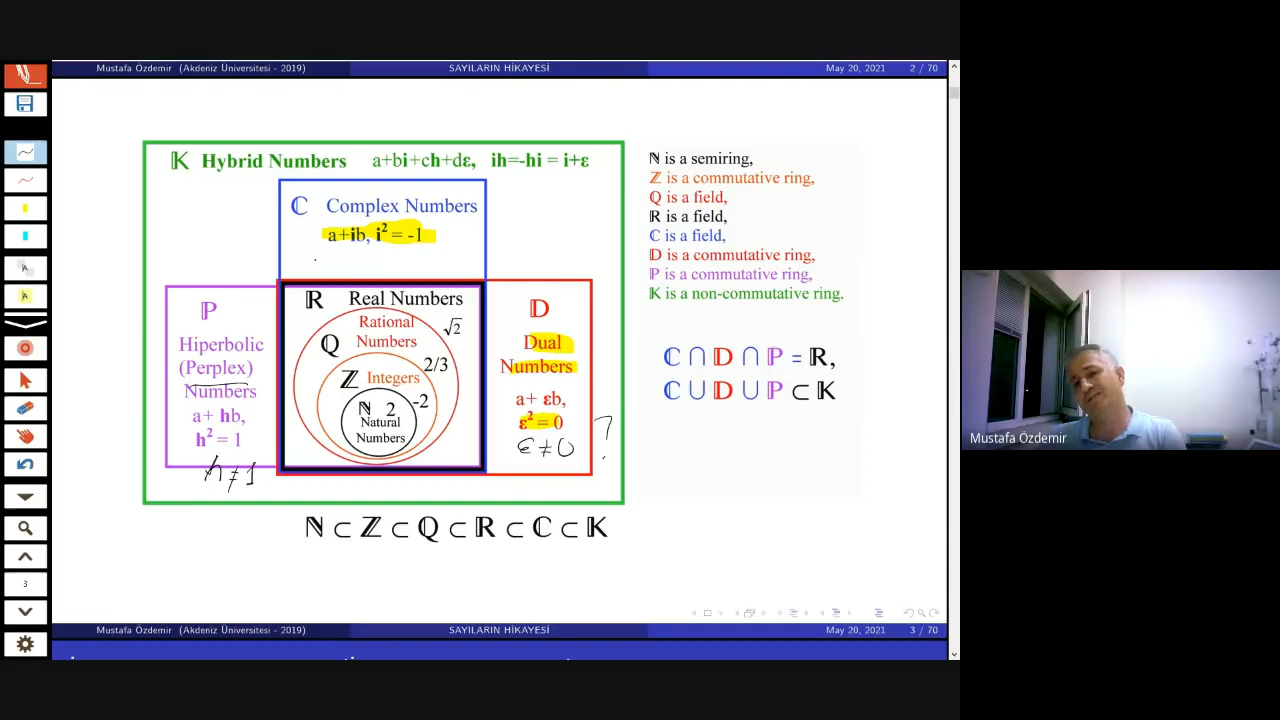 Mustafa Özdemir (Akdeniz Üniversitesi - 2019) SAYILARIN HİKAYESİ May 20, 2021 2 / 70
𝕂 Hybrid Numbers a+bi+ch+dε, ih=-hi = i+ε
ℂ Complex Numbers
a+ib, i² = -1
ℙ
Hiperbolic
(Perplex)
Numbers
a+ hb,
h² = 1
h ≠ 1
ℝ Real Numbers
Rational
Numbers
√2
ℚ
2/3
ℤ Integers
-2
ℕ 2
Natural
Numbers
𝔻
Dual
Numbers
a+ εb,
ε² = 0
ε ≠ 0
?
ℕ ⊂ ℤ ⊂ ℚ ⊂ ℝ ⊂ ℂ ⊂ 𝕂
ℕ is a semiring,
ℤ is a commutative ring,
ℚ is a field,
ℝ is a field,
ℂ is a field,
𝔻 is a commutative ring,
ℙ is a commutative ring,
𝕂 is a non-commutative ring.
ℂ ∩ 𝔻 ∩ ℙ = ℝ,
ℂ ∪ 𝔻 ∪ ℙ ⊂ 𝕂
Mustafa Özdemir (Akdeniz Üniversitesi - 2019) SAYILARIN HİKAYESİ May 20, 2021 3 / 70
3
Mustafa Özdemir